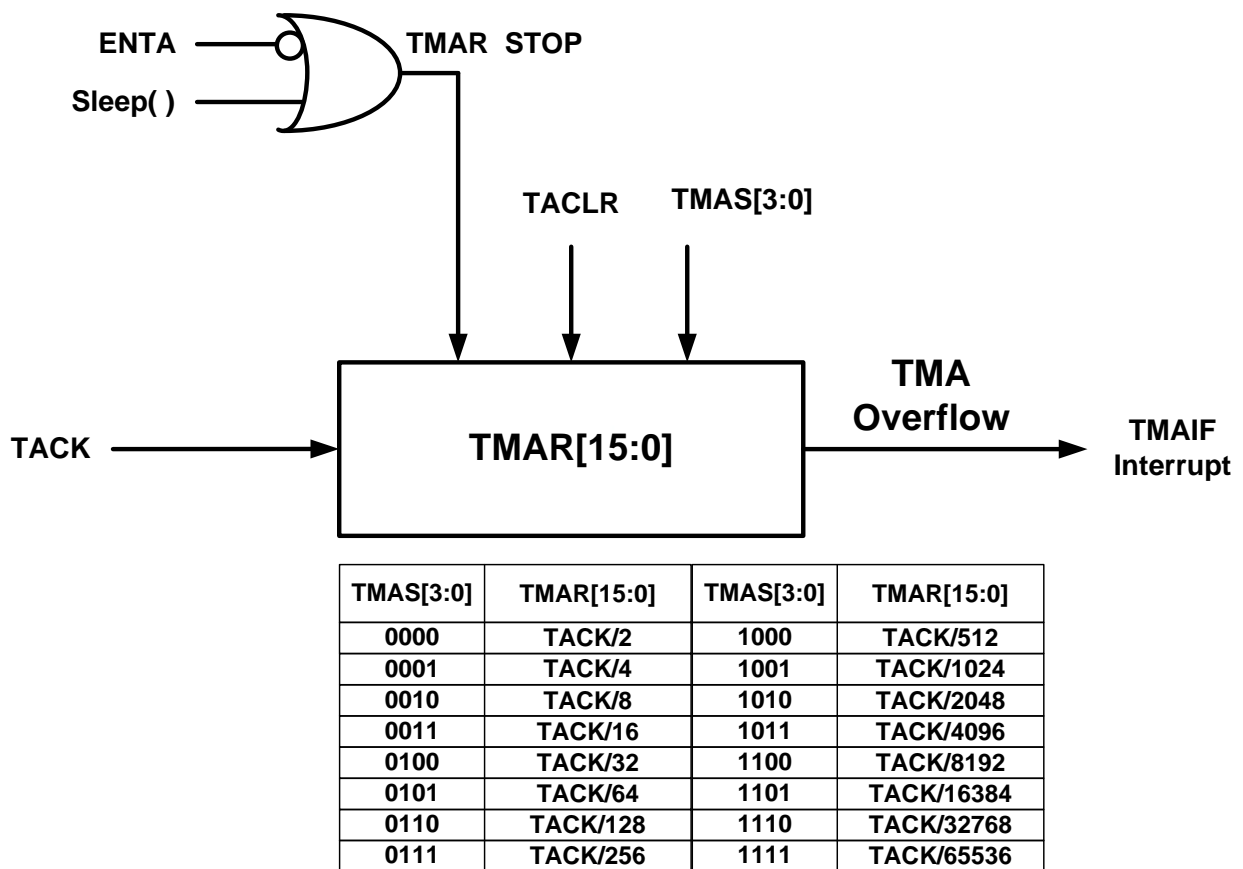 ENTA
TMAR STOP
Sleep( )
TACLR
TMAS[3:0]
TACK
TMAR[15:0]
TMA
Overflow
TMAIF
Interrupt
TMAS[3:0] TMAR[15:0] TMAS[3:0] TMAR[15:0]
0000 TACK/2 1000 TACK/512
0001 TACK/4 1001 TACK/1024
0010 TACK/8 1010 TACK/2048
0011 TACK/16 1011 TACK/4096
0100 TACK/32 1100 TACK/8192
0101 TACK/64 1101 TACK/16384
0110 TACK/128 1110 TACK/32768
0111 TACK/256 1111 TACK/65536